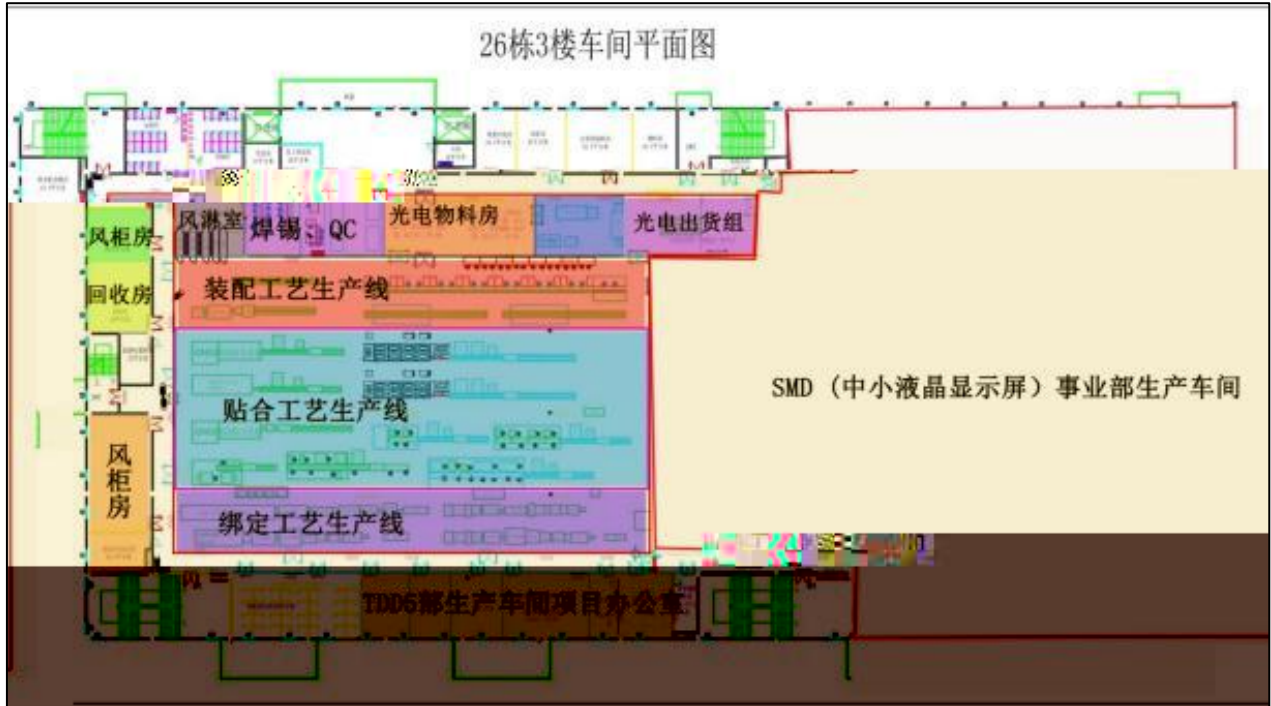 26栋3楼车间平面图
风柜房
风淋室
焊锡、QC
光电物料房
光电出货组
回收房
装配工艺生产线
SMD（中小液晶显示屏）事业部生产车间
贴合工艺生产线
风柜房
绑定工艺生产线
TDD5部生产车间项目办公室